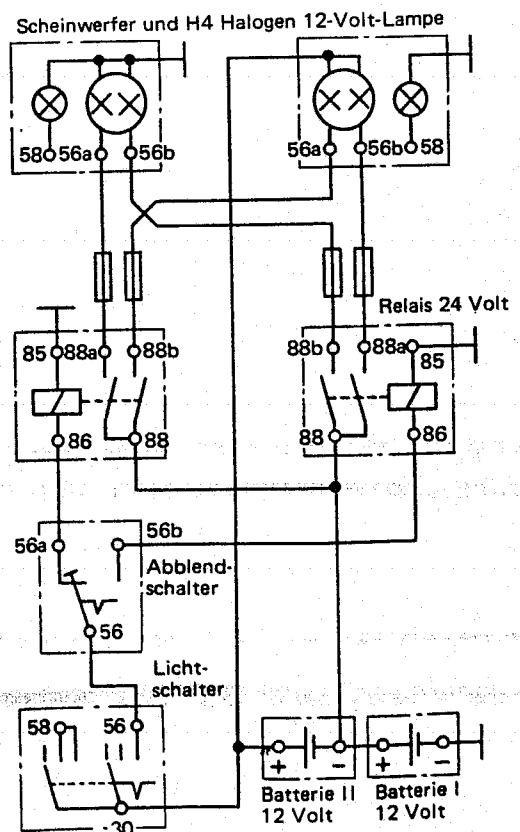 Scheinwerfer und H4 Halogen 12-Volt-Lampe
58 56a 56b
56a 56b 58
Relais 24 Volt
85 88a 88b
88b 88a 85
86 88
88 86
56a 56b
Abblend-
schalter
56
Licht-
schalter
58 56
30
+ - + -
Batterie II
12 Volt
Batterie I
12 Volt